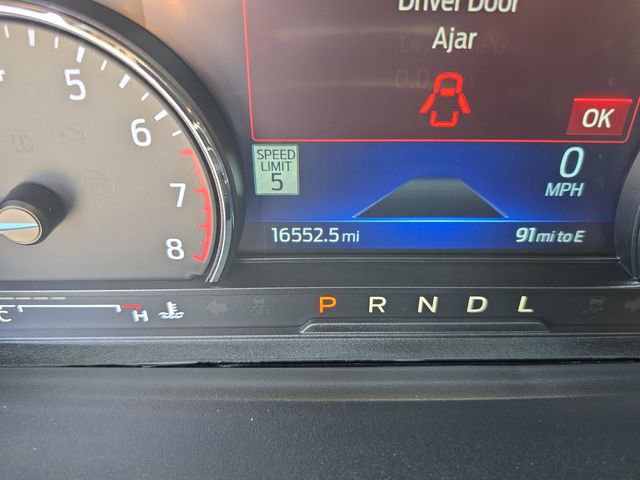 Driver Door
Ajar
OK
5
6
7
8
SPEED
LIMIT
5
0
MPH
16552.5 mi
91 mi to E
C
H
OFF
P R N D L